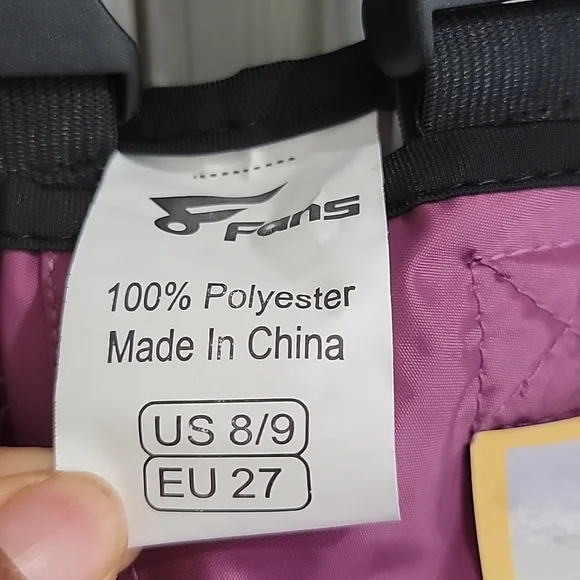 Fans
100% Polyester
Made In China
US 8/9
EU 27